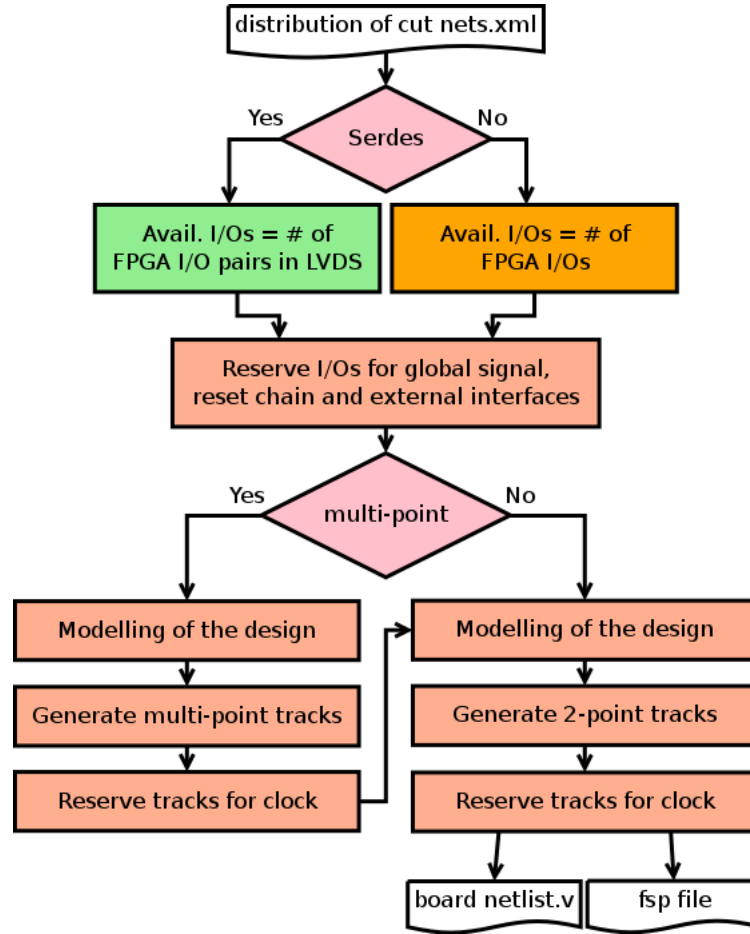 distribution of cut nets.xml
Serdes
Yes
No
Avail. I/Os = # of
FPGA I/O pairs in LVDS
Avail. I/Os = # of
FPGA I/Os
Reserve I/Os for global signal,
reset chain and external interfaces
multi-point
Yes
No
Modelling of the design
Generate multi-point tracks
Reserve tracks for clock
Modelling of the design
Generate 2-point tracks
Reserve tracks for clock
board netlist.v
fsp file